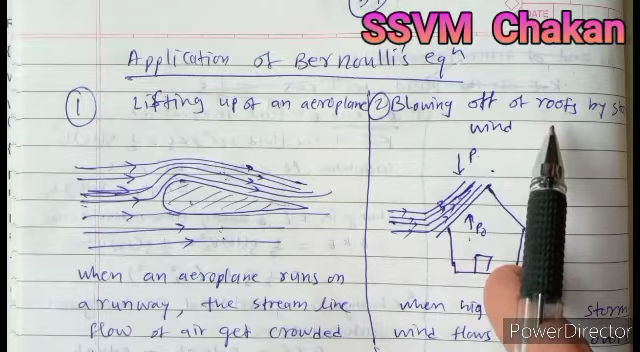 SSVM Chakan
DATE
Application of Bernoulli's eqn
1 Lifting up of an aeroplane
2 Blowing off of roofs by
wind
P
P0
when an aeroplane runs on
a runway, the stream line
flow of air get crowded
when
storm
wind flows
PowerDirector